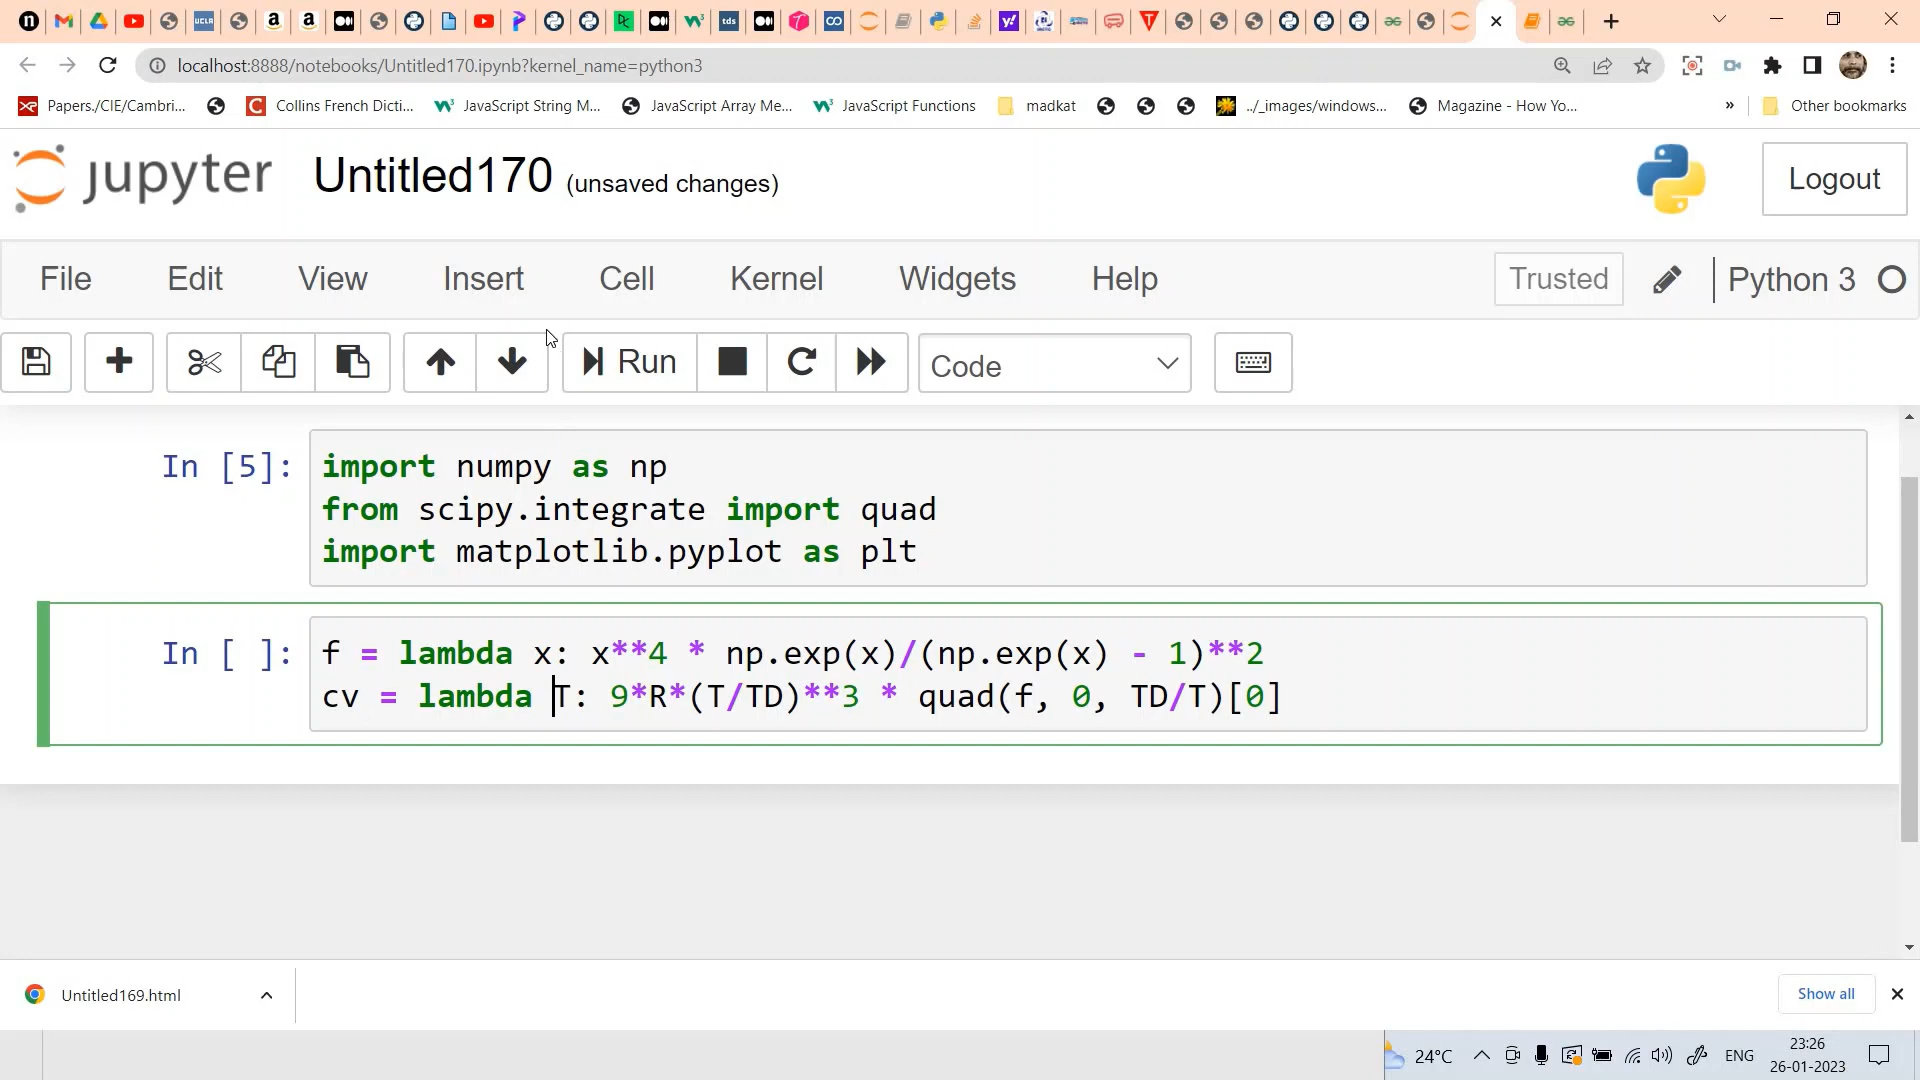 localhost:8888/notebooks/Untitled170.ipynb?kernel_name=python3
Papers./CIE/Cambri... Collins French Dicti... JavaScript String M... JavaScript Array Me... JavaScript Functions madkat ../_images/windows... Magazine - How Yo... » Other bookmarks
jupyter Untitled170 (unsaved changes) Logout
File Edit View Insert Cell Kernel Widgets Help Trusted Python 3
Run Code
In [5]: import numpy as np
from scipy.integrate import quad
import matplotlib.pyplot as plt
In [ ]: f = lambda x: x**4 * np.exp(x)/(np.exp(x) - 1)**2
cv = lambda T: 9*R*(T/TD)**3 * quad(f, 0, TD/T)[0]
Untitled169.html Show all
24°C ENG 23:26
26-01-2023